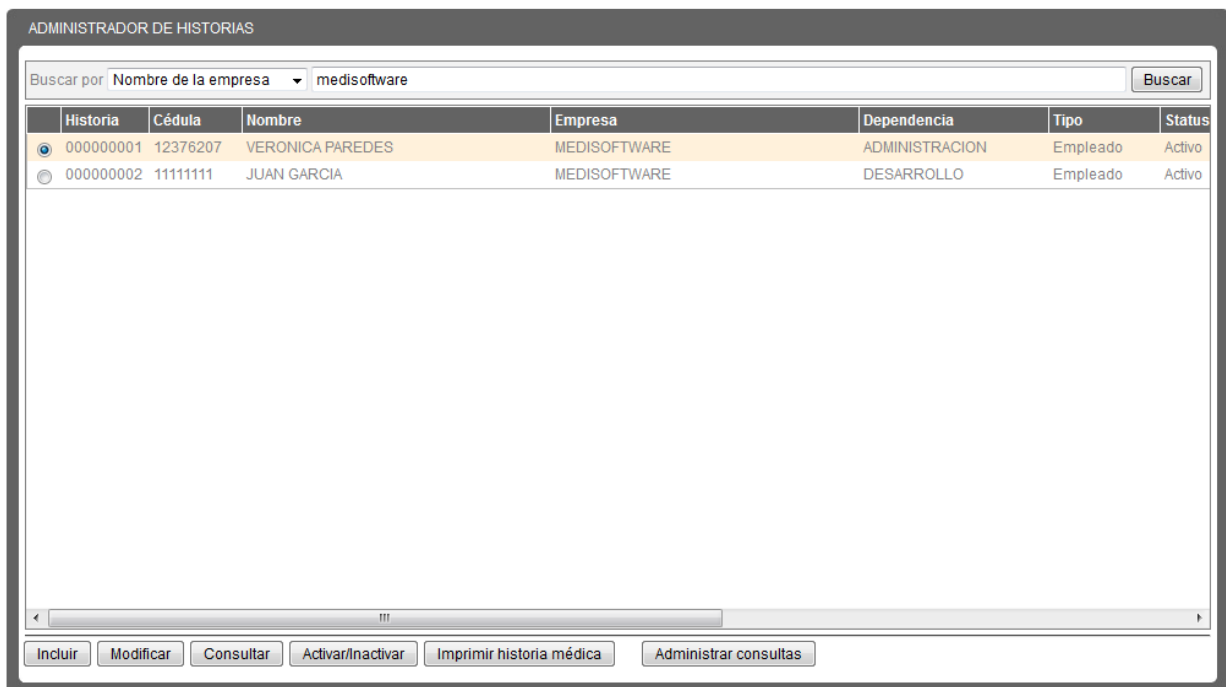 ADMINISTRADOR DE HISTORIAS
Buscar por Nombre de la empresa medisoftware Buscar
Historia Cédula Nombre Empresa Dependencia Tipo Status
000000001 12376207 VERONICA PAREDES MEDISOFTWARE ADMINISTRACION Empleado Activo
000000002 11111111 JUAN GARCIA MEDISOFTWARE DESARROLLO Empleado Activo
Incluir Modificar Consultar Activar/Inactivar Imprimir historia médica Administrar consultas